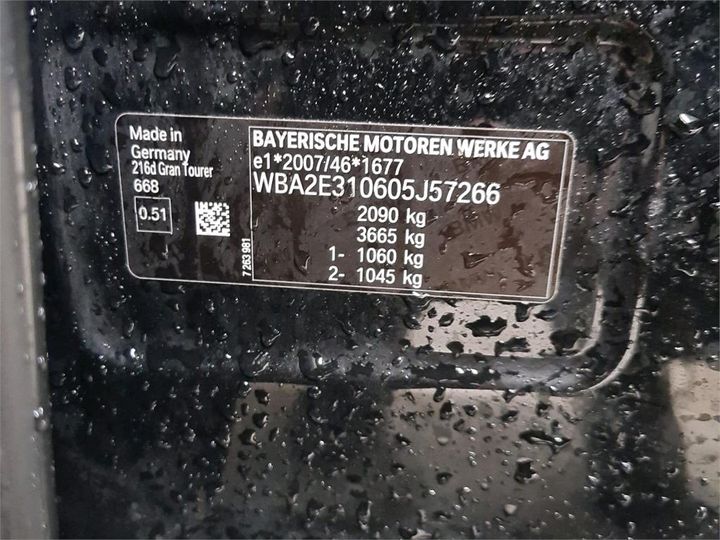 Made in
Germany
216d Gran Tourer
668
0.51
7 263 981
BAYERISCHE MOTOREN WERKE AG
e1*2007/46*1677
WBA2E310605J57266
2090 kg
3665 kg
1- 1060 kg
2- 1045 kg